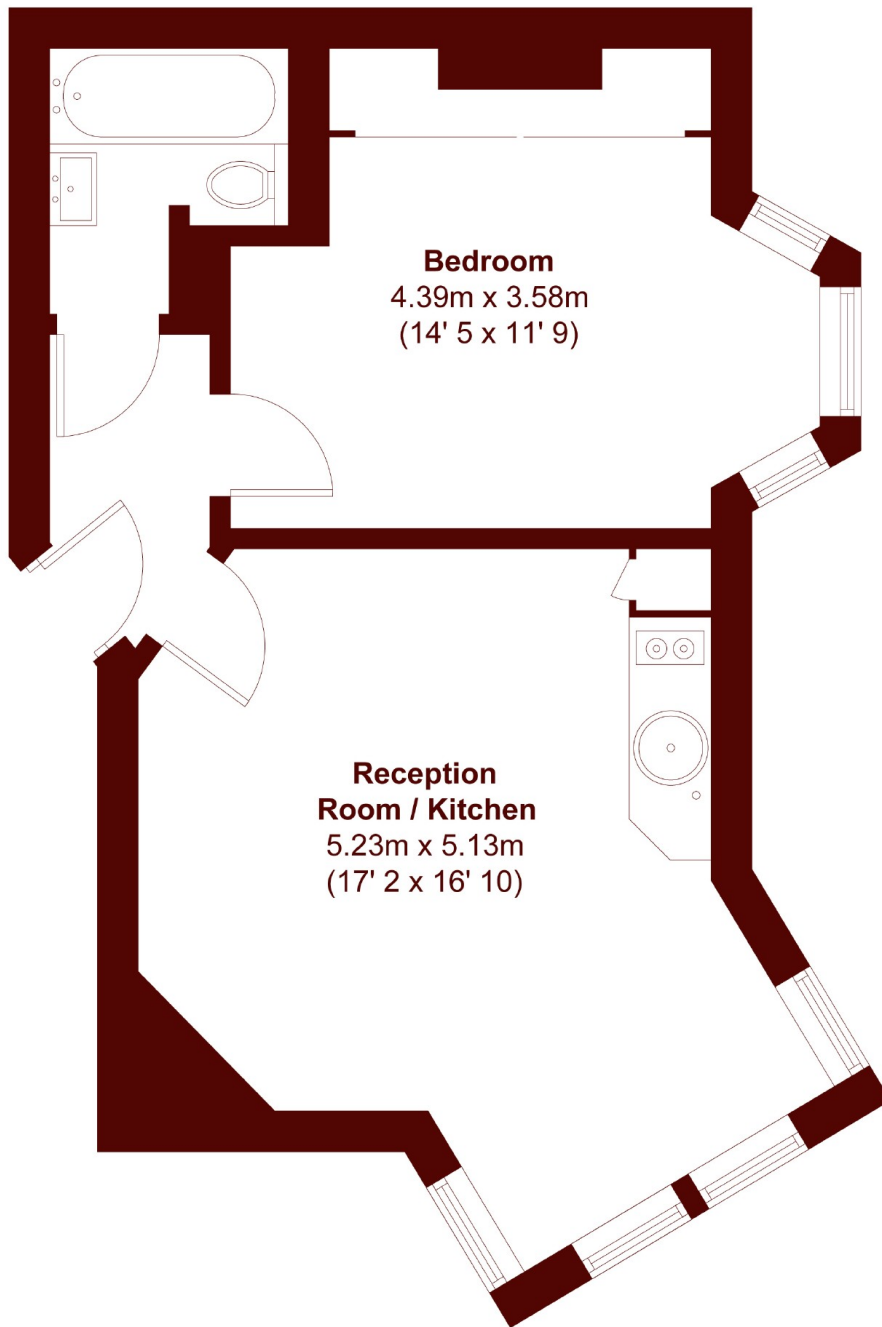 Bedroom
4.39m x 3.58m
(14' 5 x 11' 9)
Reception
Room / Kitchen
5.23m x 5.13m
(17' 2 x 16' 10)